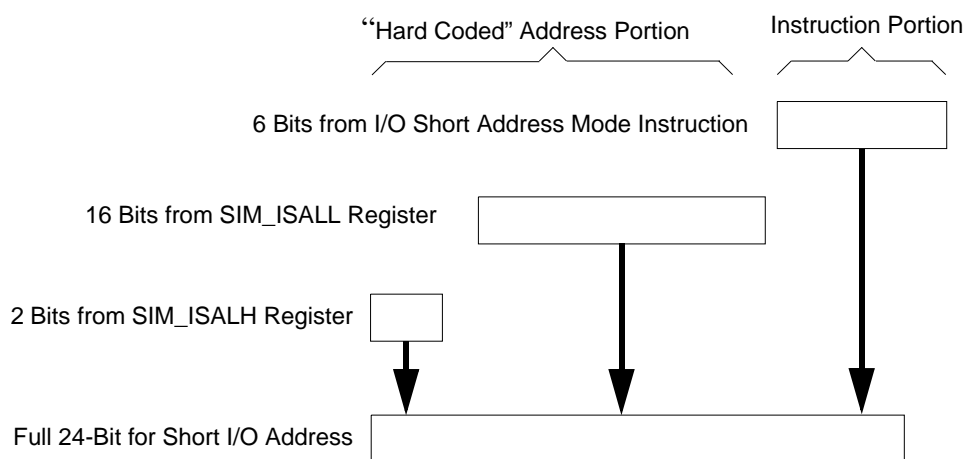 “Hard Coded” Address Portion
Instruction Portion
6 Bits from I/O Short Address Mode Instruction
16 Bits from SIM_ISALL Register
2 Bits from SIM_ISALH Register
Full 24-Bit for Short I/O Address